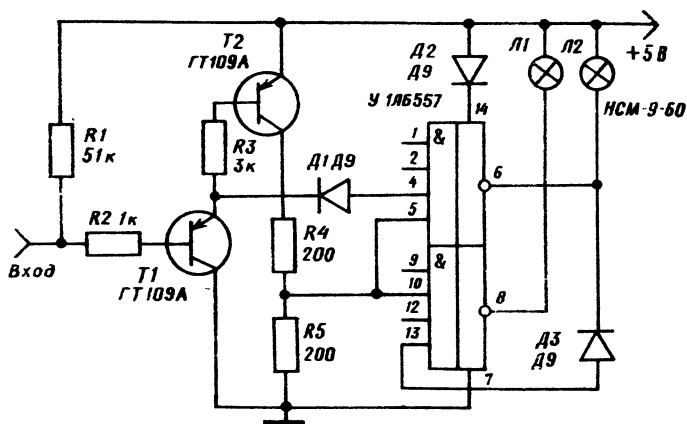 Т2
ГТ109А
Д2
Д9
Л1
Л2
+5 В
У 1ЛБ557
14
НСМ-9-60
R1
51к
R3
3к
1
&
2
4
5
6
Д1 Д9
R2 1к
Вход
Т1
ГТ109А
R4
200
9
&
10
12
13
8
R5
200
Д3
Д9
7